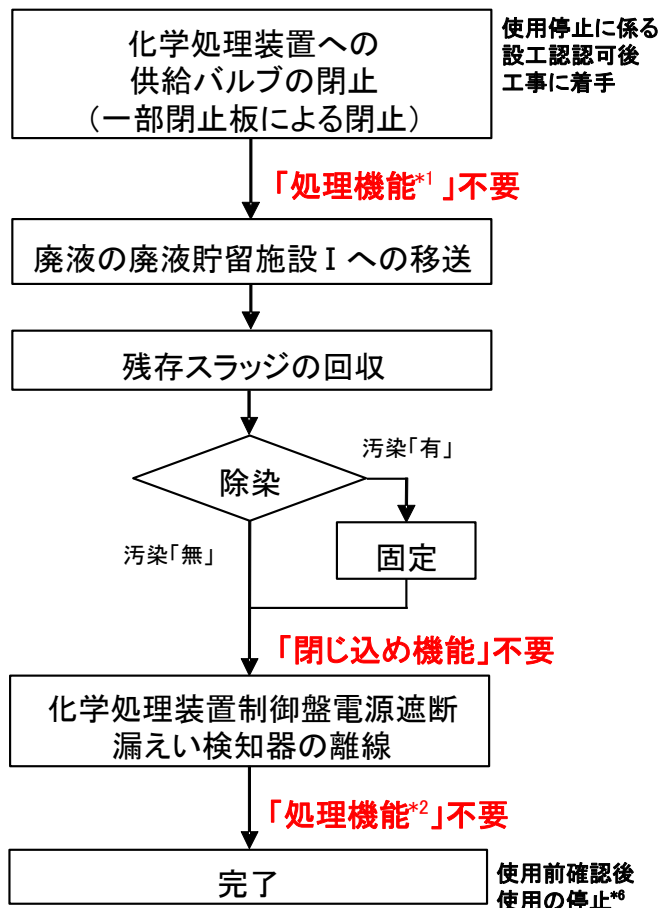 化学処理装置への
供給バルブの閉止
（一部閉止板による閉止）
使用停止に係る
設工認認可後
工事に着手
「処理機能*1」不要
廃液の廃液貯留施設Ⅰへの移送
残存スラッジの回収
除染
汚染「有」
汚染「無」
固定
「閉じ込め機能」不要
化学処理装置制御盤電源遮断
漏えい検知器の離線
「処理機能*2」不要
完了
使用前確認後
使用の停止*6